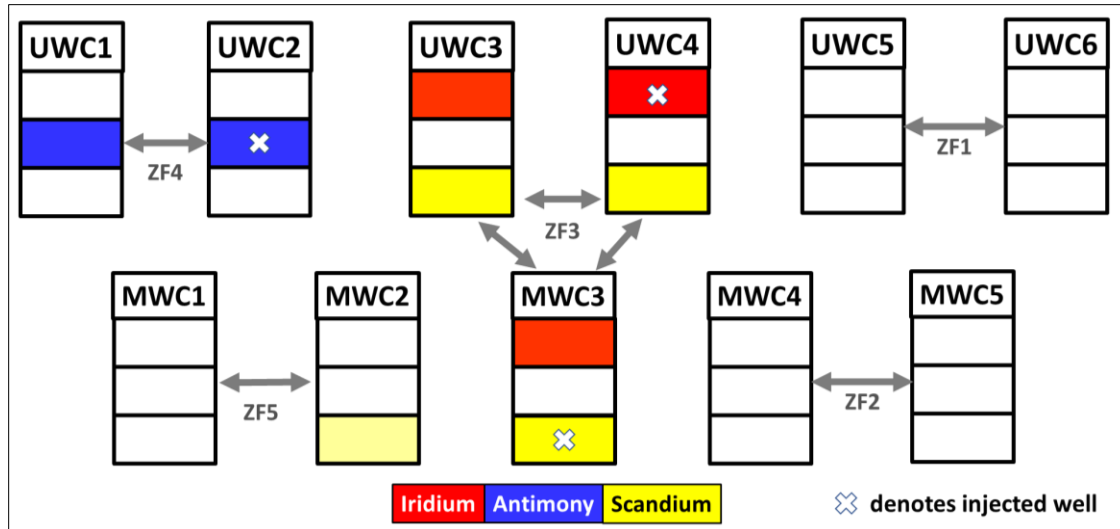 UWC1 UWC2 UWC3 UWC4 UWC5 UWC6
ZF4 ZF3 ZF1
MWC1 MWC2 MWC3 MWC4 MWC5
ZF5 ZF2
Iridium Antimony Scandium denotes injected well